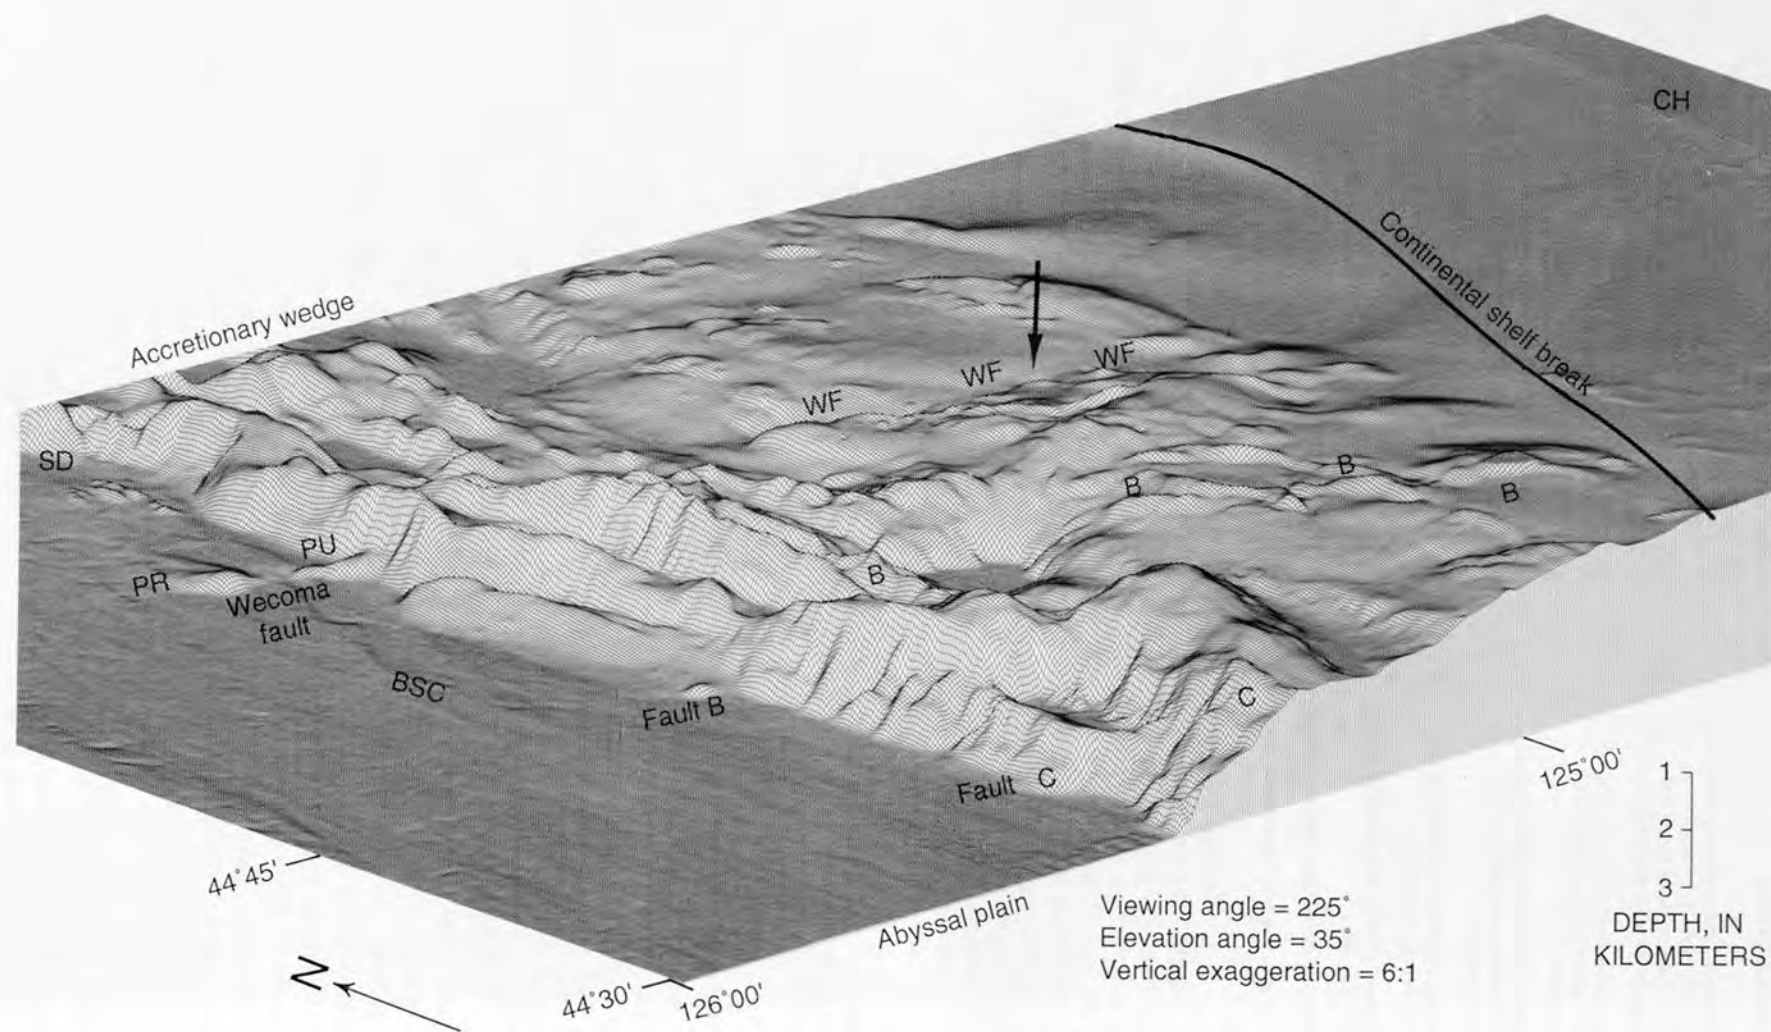 CH
Continental shelf break
Accretionary wedge
WF
WF
WF
SD
B
B
B
PU
PR
B
Wecoma
fault
BSC
C
Fault B
Fault C
125°00'
1
2
3
DEPTH, IN
KILOMETERS
44°45'
Abyssal plain
Viewing angle = 225°
Elevation angle = 35°
Vertical exaggeration = 6:1
N
44°30'
126°00'